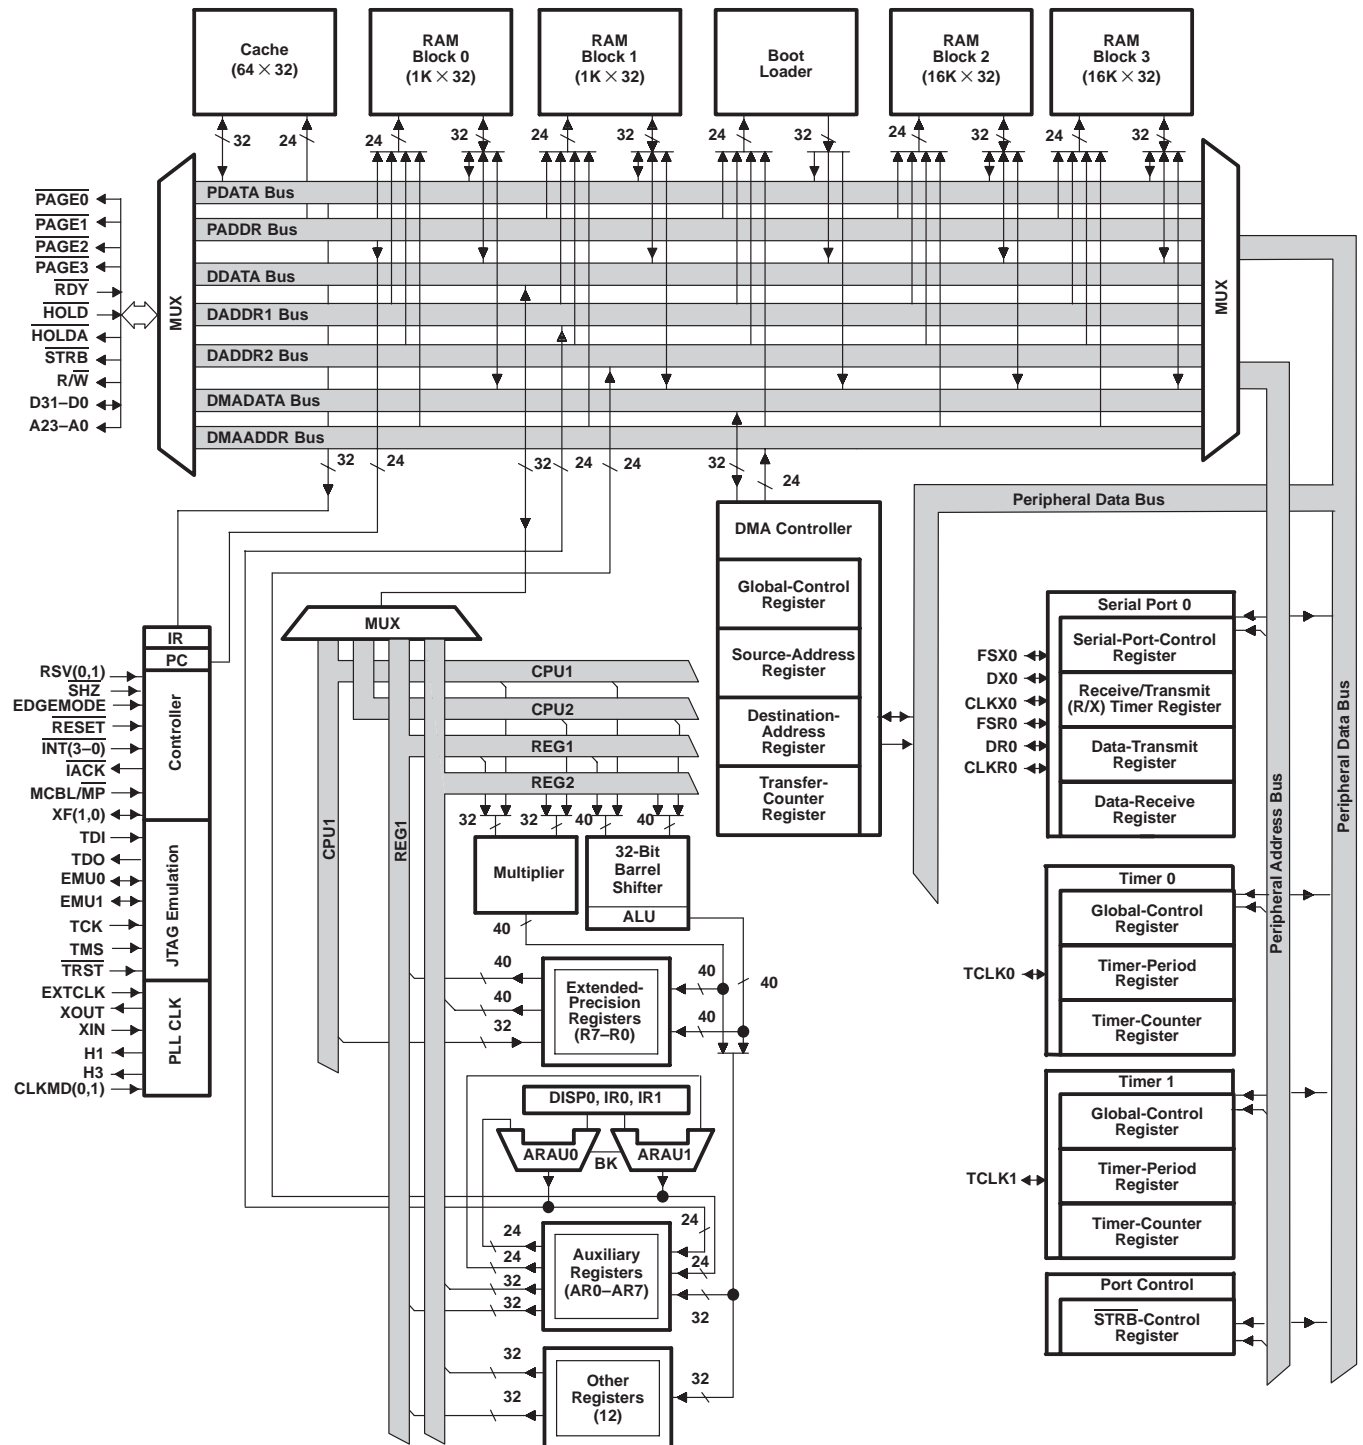 Cache
(64 × 32)
RAM
Block 0
(1K × 32)
RAM
Block 1
(1K × 32)
Boot
Loader
RAM
Block 2
(16K × 32)
RAM
Block 3
(16K × 32)
32
24
24
32
24
32
24
32
24
32
24
32
MUX
MUX
PDATA Bus
PADDR Bus
DDATA Bus
DADDR1 Bus
DADDR2 Bus
DMADATA Bus
DMAADDR Bus
PAGE0
PAGE1
PAGE2
PAGE3
RDY
HOLD
HOLDA
STRB
R/W
D31–D0
A23–A0
32
24
32
24
24
32
24
Peripheral Data Bus
DMA Controller
Global-Control
Register
Source-Address
Register
Destination-
Address
Register
Transfer-
Counter
Register
IR
PC
Controller
JTAG Emulation
PLL CLK
RSV(0,1)
SHZ
EDGEMODE
RESET
INT(3–0)
IACK
MCBL/MP
XF(1,0)
TDI
TDO
EMU0
EMU1
TCK
TMS
TRST
EXTCLK
XOUT
XIN
H1
H3
CLKMD(0,1)
MUX
CPU1
CPU2
REG1
REG2
CPU1
REG1
32
32
40
40
Multiplier
32-Bit
Barrel
Shifter
ALU
40
40
40
32
40
40
40
Extended-
Precision
Registers
(R7–R0)
DISP0, IR0, IR1
ARAU0
BK
ARAU1
24
24
32
32
24
24
32
Auxiliary
Registers
(AR0–AR7)
32
32
32
Other
Registers
(12)
Serial Port 0
Serial-Port-Control
Register
Receive/Transmit
(R/X) Timer Register
Data-Transmit
Register
Data-Receive
Register
FSX0
DX0
CLKX0
FSR0
DR0
CLKR0
Timer 0
Global-Control
Register
Timer-Period
Register
Timer-Counter
Register
TCLK0
Timer 1
Global-Control
Register
Timer-Period
Register
Timer-Counter
Register
TCLK1
Port Control
STRB-Control
Register
Peripheral Address Bus
Peripheral Data Bus